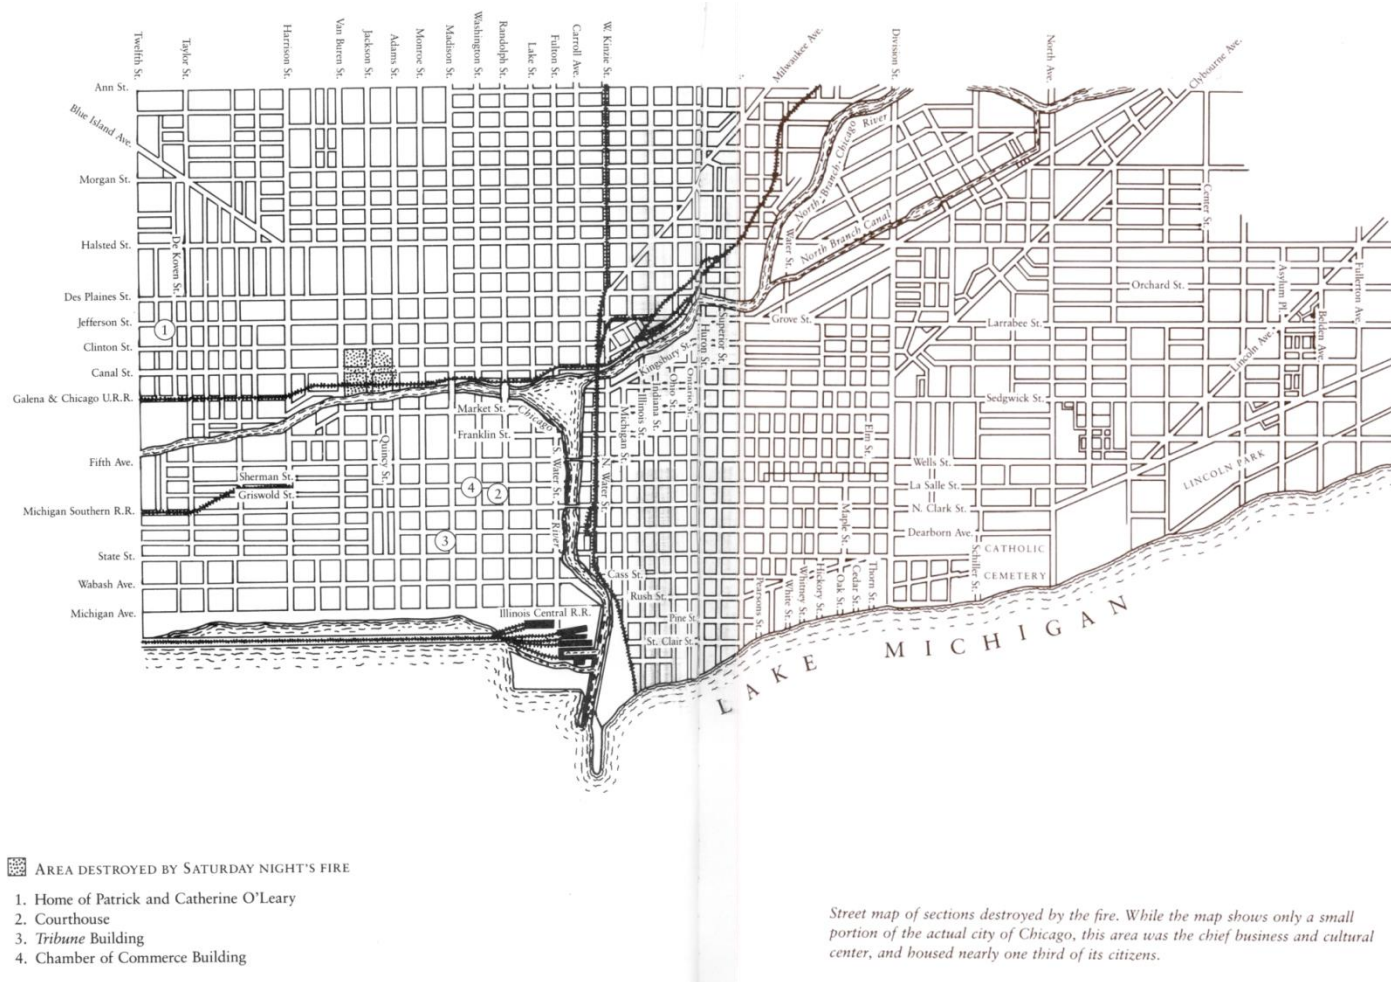 Twelfth St.
Taylor St.
Harrison St.
Van Buren St.
Jackson St.
Adams St.
Monroe St.
Madison St.
Washington St.
Randolph St.
Lake St.
Fulton St.
Carroll Ave.
W. Kinzie St.
Milwaukee Ave.
Division St.
North Ave.
Clybourne Ave.
Ann St.
Blue Island Ave.
Morgan St.
Halsted St.
Des Plaines St.
Jefferson St.
Clinton St.
Canal St.
Galena & Chicago U.R.R.
Fifth Ave.
Michigan Southern R.R.
State St.
Wabash Ave.
Michigan Ave.
De Koven St.
1
Market St.
Franklin St.
Chicago
River
S. Water St.
N. Water St.
Quincy St.
Sherman St.
Griswold St.
4
2
3
Illinois Central R.R.
Kingsbury St.
Michigan St.
Illinois St.
Indiana St.
Ohio St.
Ontario St.
Huron St.
Superior St.
Cass St.
Rush St.
Pine St.
St. Clair St.
North Branch Chicago River
North Branch Canal
Water St.
Grove St.
Center St.
Orchard St.
Larrabee St.
Asylum Pl.
Belden Ave.
Fullerton Ave.
Lincoln Ave.
Sedgwick St.
Elm St.
Wells St.
La Salle St.
N. Clark St.
Dearborn Ave.
LINCOLN PARK
Maple St.
Schiller St.
CATHOLIC
CEMETERY
Pearsons St.
White St.
Whitney St.
Hickory St.
Oak St.
Cedar St.
Thorn St.
LAKE MICHIGAN
AREA DESTROYED BY SATURDAY NIGHT'S FIRE
1. Home of Patrick and Catherine O'Leary
2. Courthouse
3. Tribune Building
4. Chamber of Commerce Building
Street map of sections destroyed by the fire. While the map shows only a small
portion of the actual city of Chicago, this area was the chief business and cultural
center, and housed nearly one third of its citizens.